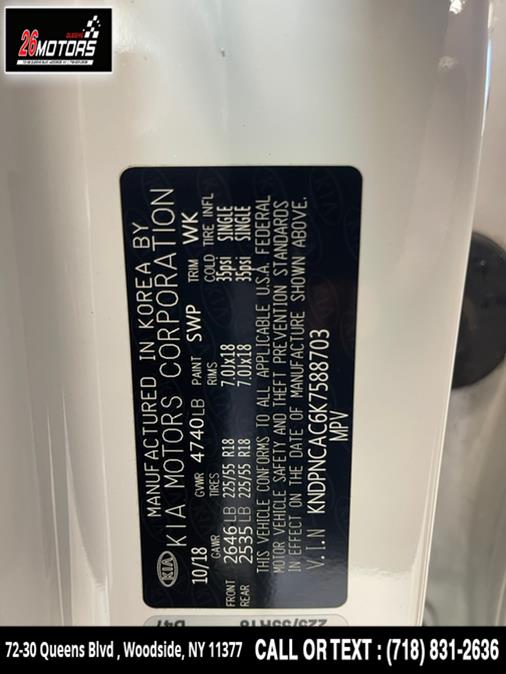 QUEENS
26MOTORS
MANUFACTURED IN KOREA BY
KIA MOTORS CORPORATION
KIA
10/18 GVWR 4740LB PAINT SWP TRIM WK
GAWR TIRES RIMS COLD TIRE INFL
FRONT 2646LB 225/55 R18 7.0JX18 35psi SINGLE
REAR 2535LB 225/55 R18 7.0JX18 35psi SINGLE
THIS VEHICLE CONFORMS TO ALL APPLICABLE U.S.A. FEDERAL
MOTOR VEHICLE SAFETY AND THEFT PREVENTION STANDARDS
IN EFFECT ON THE DATE OF MANUFACTURE SHOWN ABOVE.
V.I.N KNDPNCAC6K7588703
MPV
72-30 Queens Blvd , Woodside, NY 11377 CALL OR TEXT : (718) 831-2636